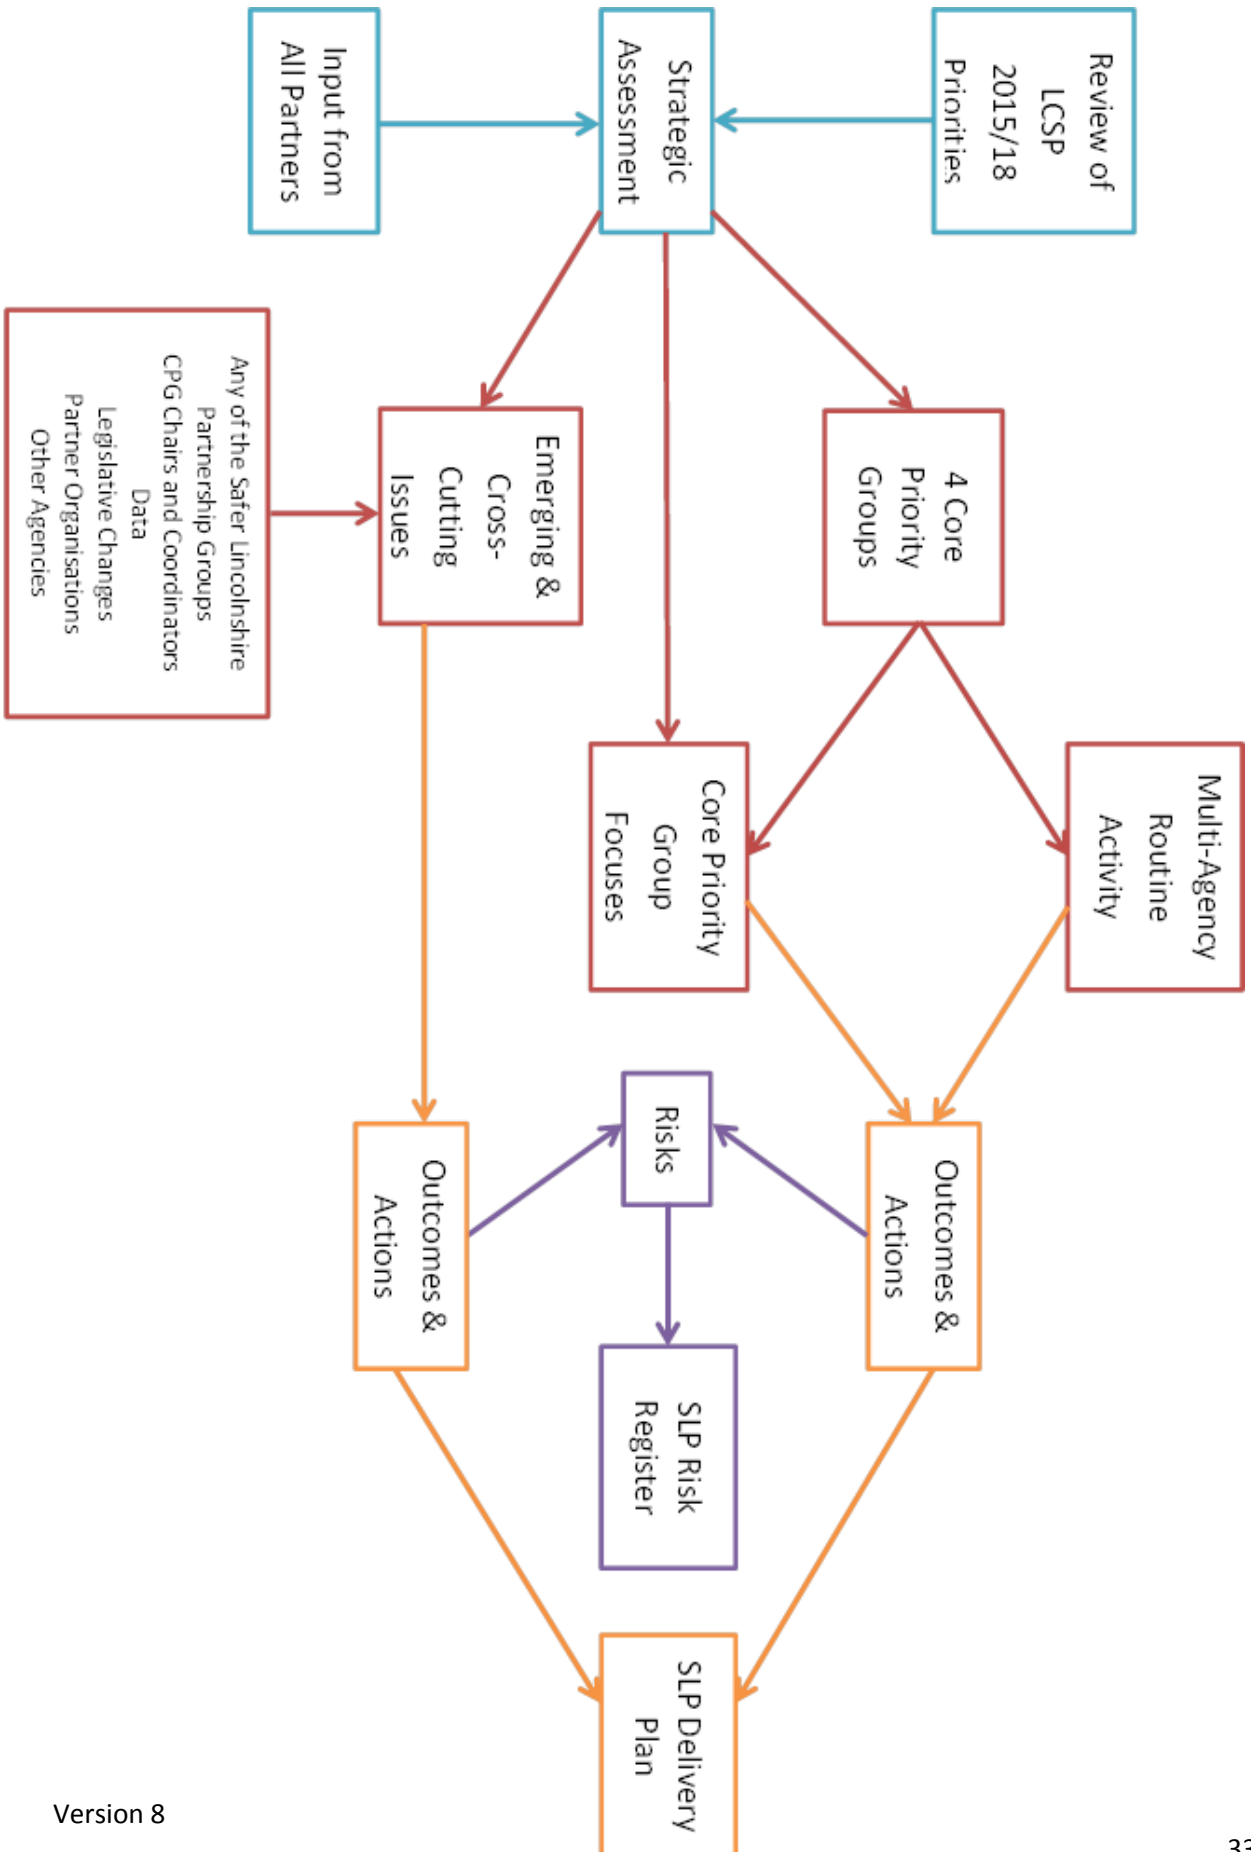 Review of
LCSP
2015/18
Priorities
Strategic
Assessment
Input from
All Partners
4 Core
Priority
Groups
Emerging &
Cross-
Cutting
Issues
Any of the Safer Lincolnshire
Partnership Groups
CPG Chairs and Coordinators
Data
Legislative Changes
Partner Organisations
Other Agencies
Multi-Agency
Routine
Activity
Core Priority
Group
Focuses
Outcomes &
Actions
Risks
Outcomes &
Actions
SLP Risk
Register
SLP Delivery
Plan
Version 8
33